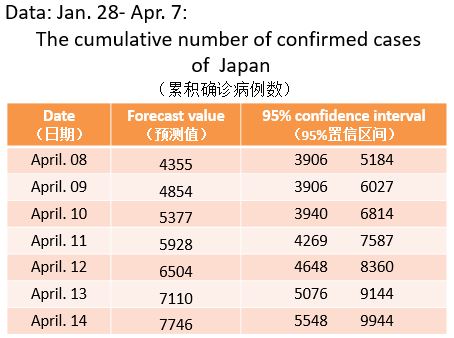 Data: Jan. 28- Apr. 7:
The cumulative number of confirmed cases
of Japan
（累积确诊病例数）
Date Forecast value 95% confidence interval
（日期） （预测值） （95%置信区间）
April. 08 4355 3906 5184
April. 09 4854 3906 6027
April. 10 5377 3940 6814
April. 11 5928 4269 7587
April. 12 6504 4648 8360
April. 13 7110 5076 9144
April. 14 7746 5548 9944